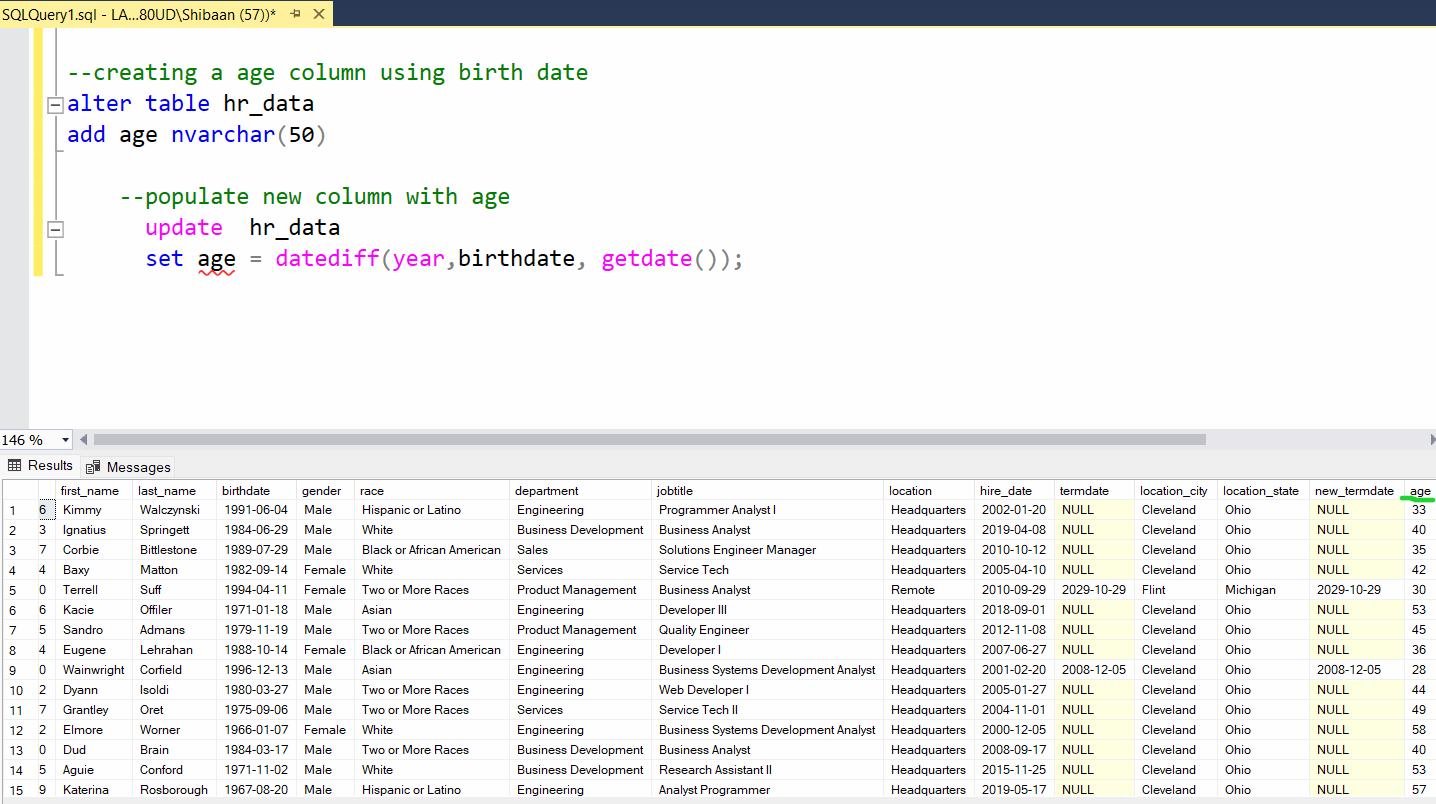 SQLQuery1.sql - LA...80UD\Shibaan (57))*
--creating a age column using birth date
alter table hr_data
add age nvarchar(50)
--populate new column with age
update  hr_data
set age = datediff(year,birthdate, getdate());
146 %
Results Messages
first_name last_name birthdate gender race department jobtitle location hire_date termdate location_city location_state new_termdate age
1 6 Kimmy Walczynski 1991-06-04 Male Hispanic or Latino Engineering Programmer Analyst I Headquarters 2002-01-20 NULL Cleveland Ohio NULL 33
2 3 Ignatius Springett 1984-06-29 Male White Business Development Business Analyst Headquarters 2019-04-08 NULL Cleveland Ohio NULL 40
3 7 Corbie Bittlestone 1989-07-29 Male Black or African American Sales Solutions Engineer Manager Headquarters 2010-10-12 NULL Cleveland Ohio NULL 35
4 4 Baxy Matton 1982-09-14 Female White Services Service Tech Headquarters 2005-04-10 NULL Cleveland Ohio NULL 42
5 0 Terrell Suff 1994-04-11 Female Two or More Races Product Management Business Analyst Remote 2010-09-29 2029-10-29 Flint Michigan 2029-10-29 30
6 6 Kacie Offiler 1971-01-18 Male Asian Engineering Developer III Headquarters 2018-09-01 NULL Cleveland Ohio NULL 53
7 5 Sandro Admans 1979-11-19 Male Two or More Races Product Management Quality Engineer Headquarters 2012-11-08 NULL Cleveland Ohio NULL 45
8 4 Eugene Lehrahan 1988-10-14 Female Black or African American Engineering Developer I Headquarters 2007-06-27 NULL Cleveland Ohio NULL 36
9 0 Wainwright Corfield 1996-12-13 Male Asian Engineering Business Systems Development Analyst Headquarters 2001-02-20 2008-12-05 Cleveland Ohio 2008-12-05 28
10 2 Dyann Isoldi 1980-03-27 Male Two or More Races Engineering Web Developer I Headquarters 2005-01-27 NULL Cleveland Ohio NULL 44
11 7 Grantley Oret 1975-09-06 Male Two or More Races Services Service Tech II Headquarters 2004-11-01 NULL Cleveland Ohio NULL 49
12 2 Elmore Worner 1966-01-07 Female White Engineering Business Systems Development Analyst Headquarters 2000-12-05 NULL Cleveland Ohio NULL 58
13 0 Dud Brain 1984-03-17 Male Two or More Races Business Development Business Analyst Headquarters 2008-09-17 NULL Cleveland Ohio NULL 40
14 5 Aguie Conford 1971-11-02 Male White Business Development Research Assistant II Headquarters 2015-11-25 NULL Cleveland Ohio NULL 53
15 9 Katerina Rosborough 1967-08-20 Male Hispanic or Latino Engineering Analyst Programmer Headquarters 2019-05-17 NULL Cleveland Ohio NULL 57